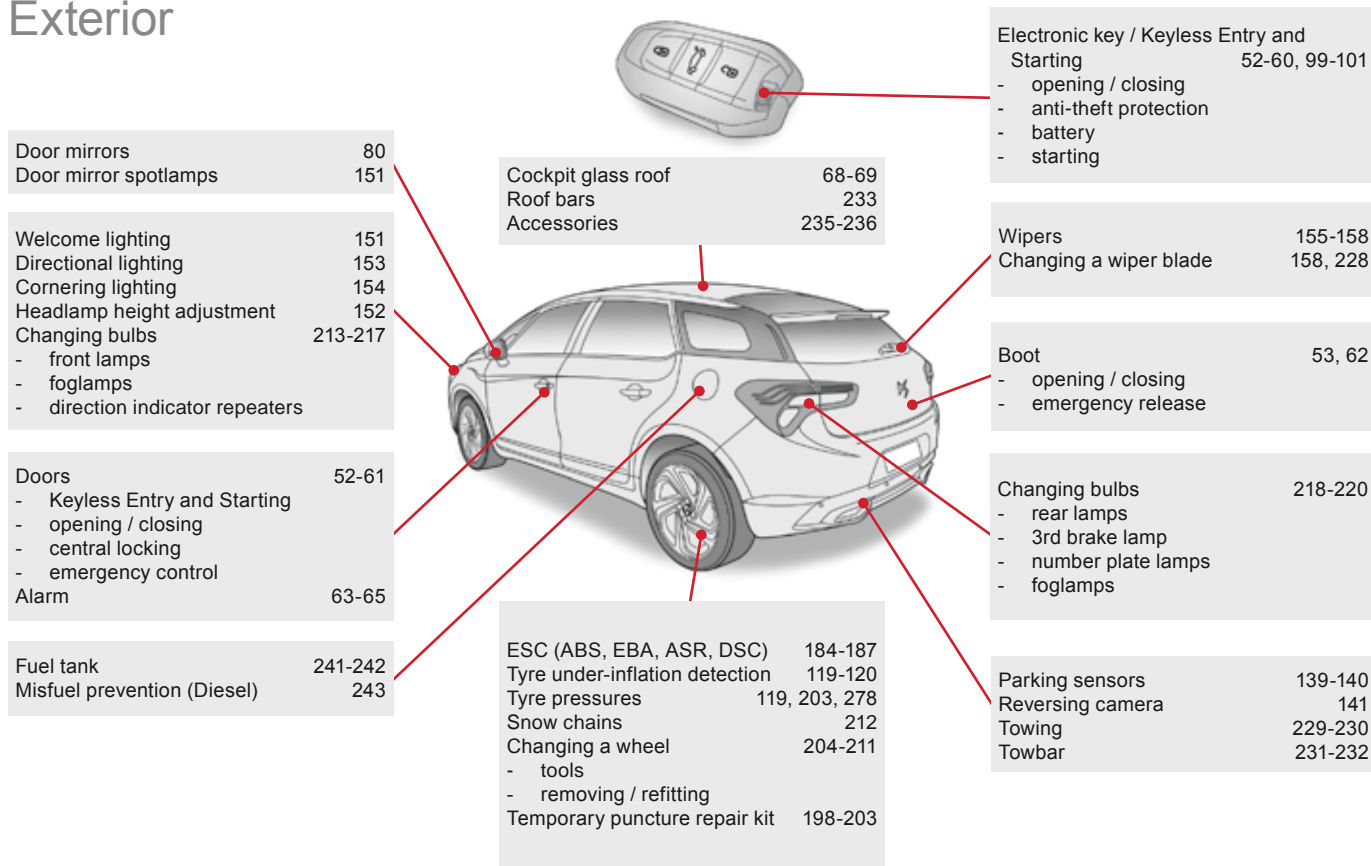 Exterior
Electronic key / Keyless Entry and
Starting 52-60, 99-101
- opening / closing
- anti-theft protection
- battery
- starting
Door mirrors 80
Door mirror spotlamps 151
Cockpit glass roof 68-69
Roof bars 233
Accessories 235-236
Welcome lighting 151
Directional lighting 153
Cornering lighting 154
Headlamp height adjustment 152
Changing bulbs 213-217
- front lamps
- foglamps
- direction indicator repeaters
Wipers 155-158
Changing a wiper blade 158, 228
Boot 53, 62
- opening / closing
- emergency release
Doors 52-61
- Keyless Entry and Starting
- opening / closing
- central locking
- emergency control
Alarm 63-65
Changing bulbs 218-220
- rear lamps
- 3rd brake lamp
- number plate lamps
- foglamps
Fuel tank 241-242
Misfuel prevention (Diesel) 243
ESC (ABS, EBA, ASR, DSC) 184-187
Tyre under-inflation detection 119-120
Tyre pressures 119, 203, 278
Snow chains 212
Changing a wheel 204-211
- tools
- removing / refitting
Temporary puncture repair kit 198-203
Parking sensors 139-140
Reversing camera 141
Towing 229-230
Towbar 231-232